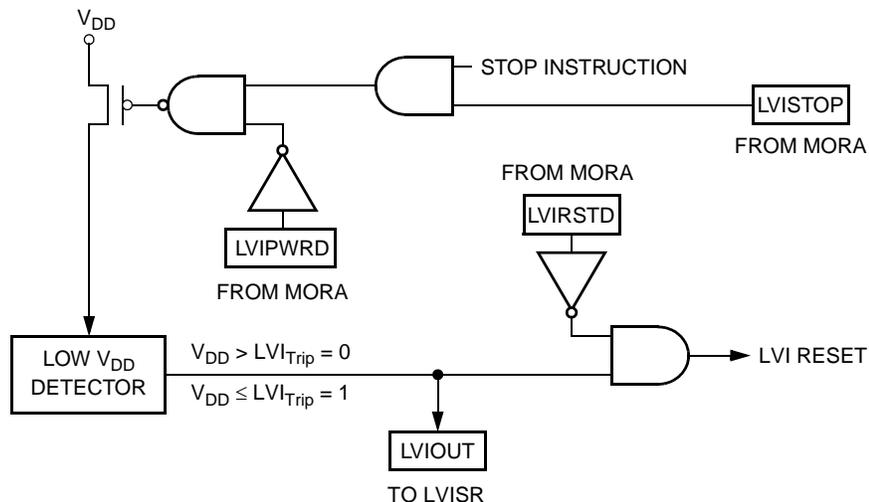 VDD
STOP INSTRUCTION
LVISTOP
FROM MORA
FROM MORA
LVIRSTD
LVIPWRD
FROM MORA
LOW VDD
DETECTOR
VDD > LVITrip = 0
VDD ≤ LVITrip = 1
LVI RESET
LVIOUT
TO LVISR